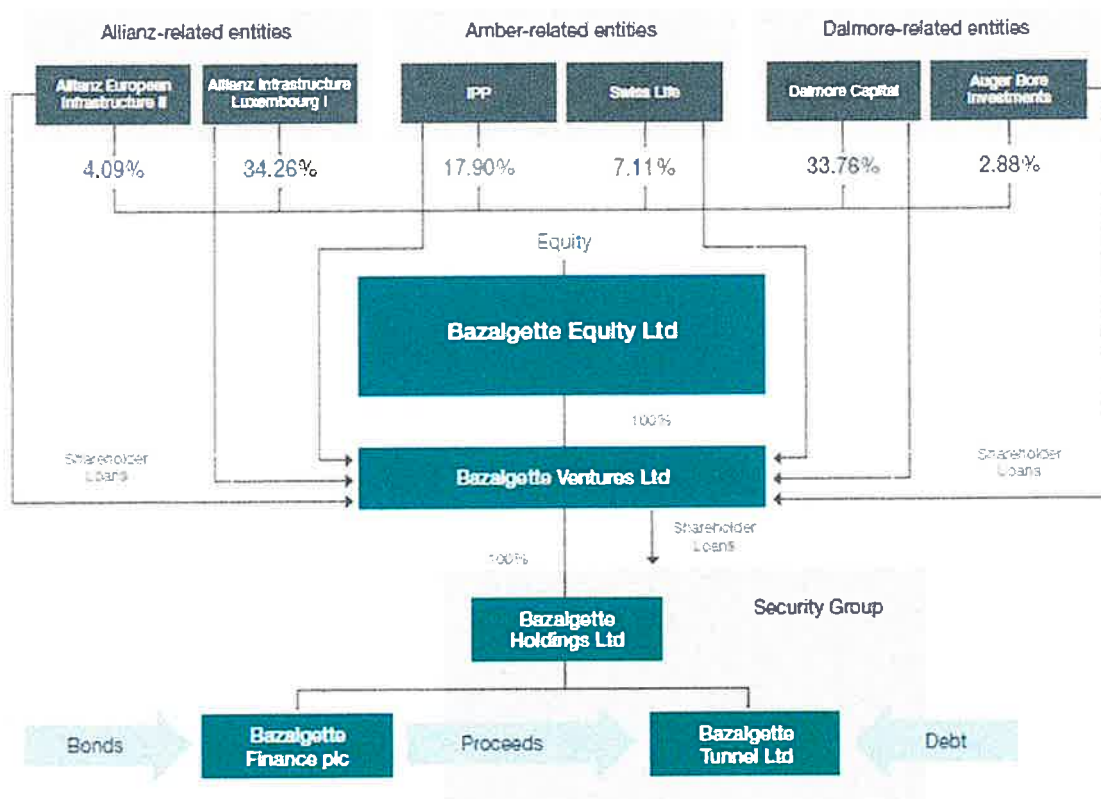 Allianz-related entities
Amber-related entities
Dalmore-related entities
Allianz European
Infrastructure II
Allianz Infrastructure
Luxembourg I
IPP
Swiss Life
Dalmore Capital
Auger Bore
Investments
4.09%
34.26%
17.90%
7.11%
33.76%
2.88%
Equity
Bazalgette Equity Ltd
100%
Shareholder
Loans
Bazalgette Ventures Ltd
Shareholder
Loans
100%
Shareholder
Loans
Bazalgette
Holdings Ltd
Security Group
Bonds
Bazalgette
Finance plc
Proceeds
Bazalgette
Tunnel Ltd
Debt